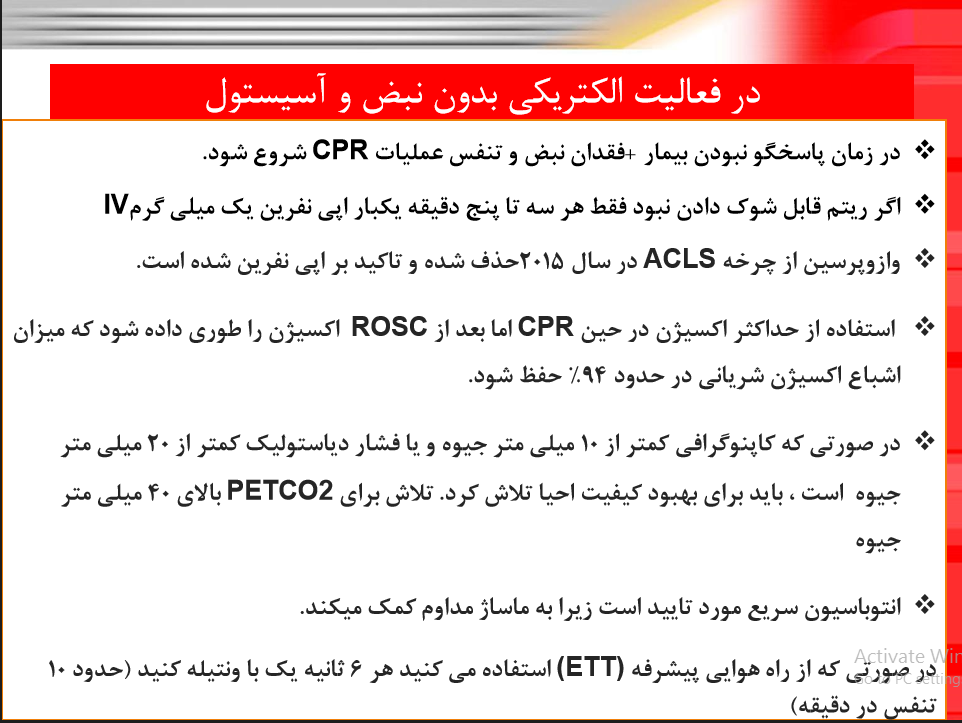 در فعالیت الکتریکی بدون نبض و آسیستول
❖ در زمان پاسخگو نبودن بیمار +فقدان نبض و تنفس عملیات CPR شروع شود.
❖ اگر ریتم قابل شوک دادن نبود فقط هر سه تا پنج دقیقه یکبار اپی نفرین یک میلی گرمIV
❖ وازوپرسین از چرخه ACLS در سال ۲۰۱۵حذف شده و تاکید بر اپی نفرین شده است.
❖ استفاده از حداکثر اکسیژن در حین CPR اما بعد از ROSC اکسیژن را طوری داده شود که میزان
اشباع اکسیژن شریانی در حدود ۹۴٪ حفظ شود.
❖ در صورتی که کاپنوگرافی کمتر از ۱۰ میلی متر جیوه و یا فشار دیاستولیک کمتر از ۲۰ میلی متر
جیوه است ، باید برای بهبود کیفیت احیا تلاش کرد. تلاش برای PETCO2 بالای ۴۰ میلی متر
جیوه
❖ انتوباسیون سریع مورد تایید است زیرا به ماساژ مداوم کمک میکند.
در صورتی که از راه هوایی پیشرفه (ETT) استفاده می کنید هر ۶ ثانیه یک با ونتیله کنید (حدود ۱۰
تنفس در دقیقه)
Activate Win
Go to PC setting